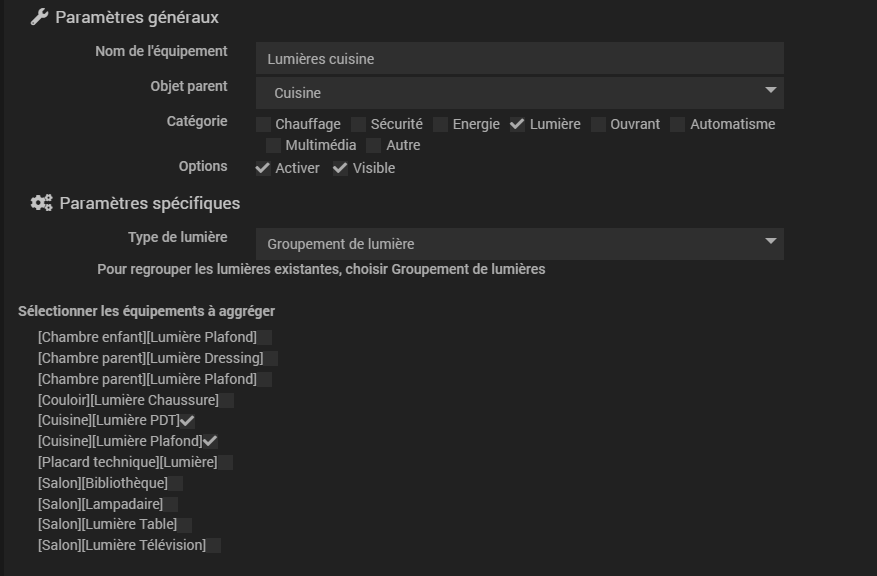 Paramètres généraux
Nom de l'équipement Lumières cuisine
Objet parent Cuisine
Catégorie Chauffage Sécurité Energie Lumière Ouvrant Automatisme
Multimédia Autre
Options Activer Visible
Paramètres spécifiques
Type de lumière Groupement de lumière
Pour regrouper les lumières existantes, choisir Groupement de lumières
Sélectionner les équipements à aggréger
[Chambre enfant][Lumière Plafond]
[Chambre parent][Lumière Dressing]
[Chambre parent][Lumière Plafond]
[Couloir][Lumière Chaussure]
[Cuisine][Lumière PDT]
[Cuisine][Lumière Plafond]
[Placard technique][Lumière]
[Salon][Bibliothèque]
[Salon][Lampadaire]
[Salon][Lumière Table]
[Salon][Lumière Télévision]